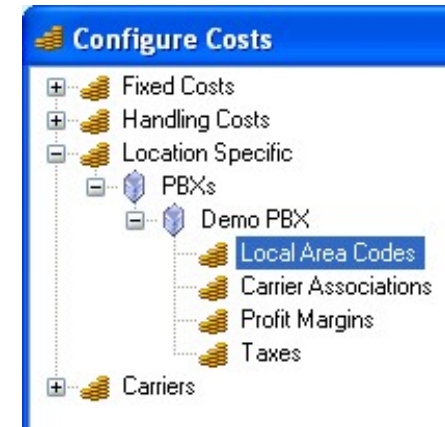 Configure Costs
Fixed Costs
Handling Costs
Location Specific
PBXs
Demo PBX
Local Area Codes
Carrier Associations
Profit Margins
Taxes
Carriers